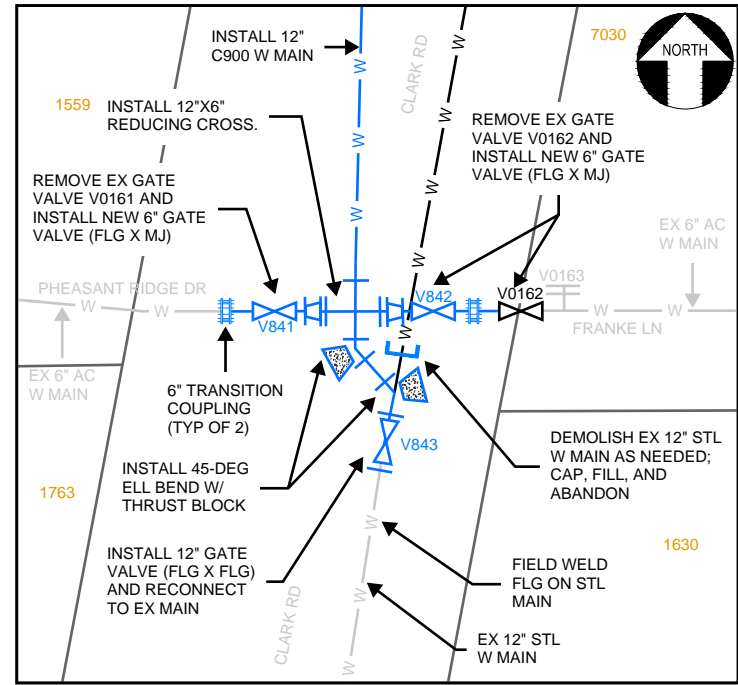 INSTALL 12"
C900 W MAIN
CLARK RD
7030
NORTH
1559
INSTALL 12"X6"
REDUCING CROSS.
REMOVE EX GATE
VALVE V0162 AND
INSTALL NEW 6" GATE
VALVE (FLG X MJ)
REMOVE EX GATE
VALVE V0161 AND
INSTALL NEW 6" GATE
VALVE (FLG X MJ)
EX 6" AC
W MAIN
W
W
W
W
W
W
W
W
PHEASANT RIDGE DR
W
W
V841
V842
V0162
V0163
W
W
FRANKE LN
W
EX 6" AC
W MAIN
6" TRANSITION
COUPLING
(TYP OF 2)
V843
DEMOLISH EX 12" STL
W MAIN AS NEEDED;
CAP, FILL, AND
ABANDON
INSTALL 45-DEG
ELL BEND W/
THRUST BLOCK
1763
1630
INSTALL 12" GATE
VALVE (FLG X FLG)
AND RECONNECT
TO EX MAIN
W
FIELD WELD
FLG ON STL
MAIN
CLARK RD
W
W
EX 12" STL
W MAIN